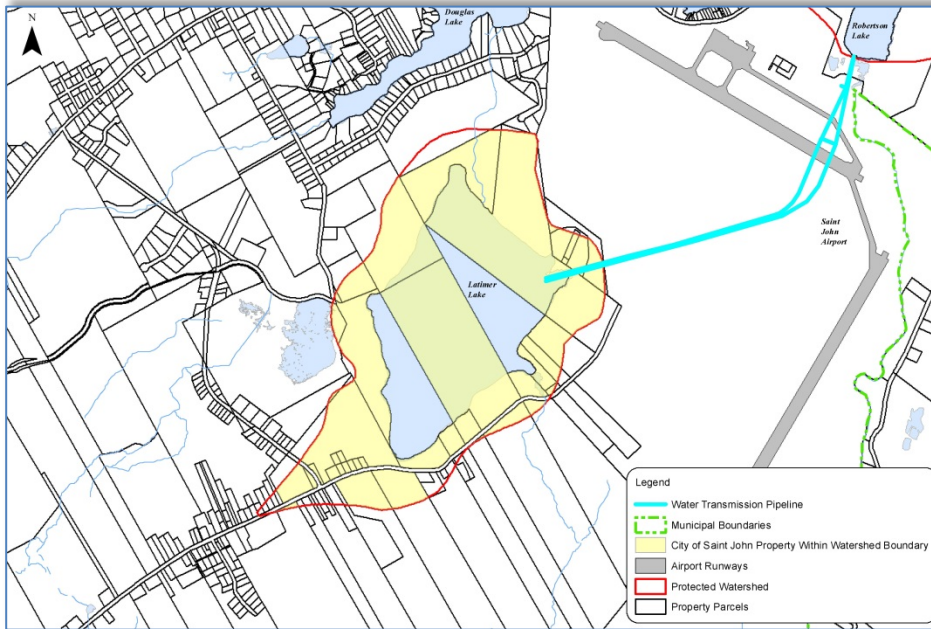 N
Douglas
Lake
Robertson
Lake
Saint
John
Airport
Latimer
Lake
Legend
Water Transmission Pipeline
Municipal Boundaries
City of Saint John Property Within Watershed Boundary
Airport Runways
Protected Watershed
Property Parcels